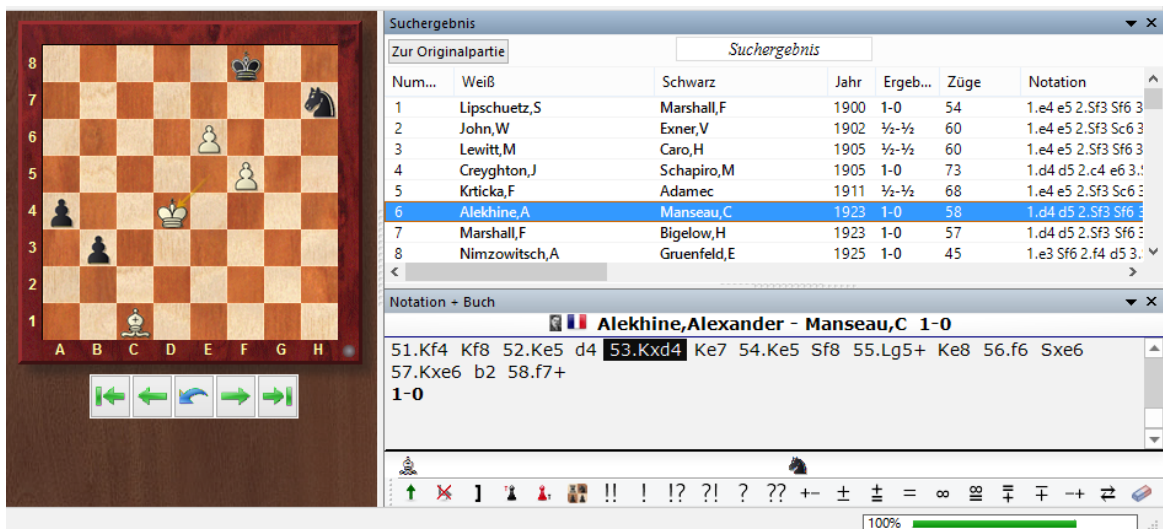 8
7
6
5
4
3
2
1
A B C D E F G H
Suchergebnis
Zur Originalpartie
Suchergebnis
Num... Weiß Schwarz Jahr Ergeb... Züge Notation
1 Lipschuetz,S Marshall,F 1900 1-0 54 1.e4 e5 2.Sf3 Sf6 3
2 John,W Exner,V 1902 ½-½ 60 1.e4 e5 2.Sf3 Sc6 3
3 Lewitt,M Caro,H 1905 ½-½ 60 1.e4 e5 2.Sf3 Sf6 3
4 Creyghton,J Schapiro,M 1905 1-0 73 1.d4 d5 2.c4 e6 3.
5 Krticka,F Adamec 1911 ½-½ 68 1.e4 e5 2.Sf3 Sc6 3
6 Alekhine,A Manseau,C 1923 1-0 58 1.d4 d5 2.Sf3 Sf6 3
7 Marshall,F Bigelow,H 1923 1-0 57 1.d4 d5 2.Sf3 Sf6 3
8 Nimzowitsch,A Gruenfeld,E 1925 1-0 45 1.e3 Sf6 2.f4 d5 3.
Notation + Buch
Alekhine,Alexander - Manseau,C 1-0
51.Kf4 Kf8 52.Ke5 d4 53.Kxd4 Ke7 54.Ke5 Sf8 55.Lg5+ Ke8 56.f6 Sxe6
57.Kxe6 b2 58.f7+
1-0
] !! ! !? ?! ? ?? +− ± ⩲ = ∞ ∓ −+
100%